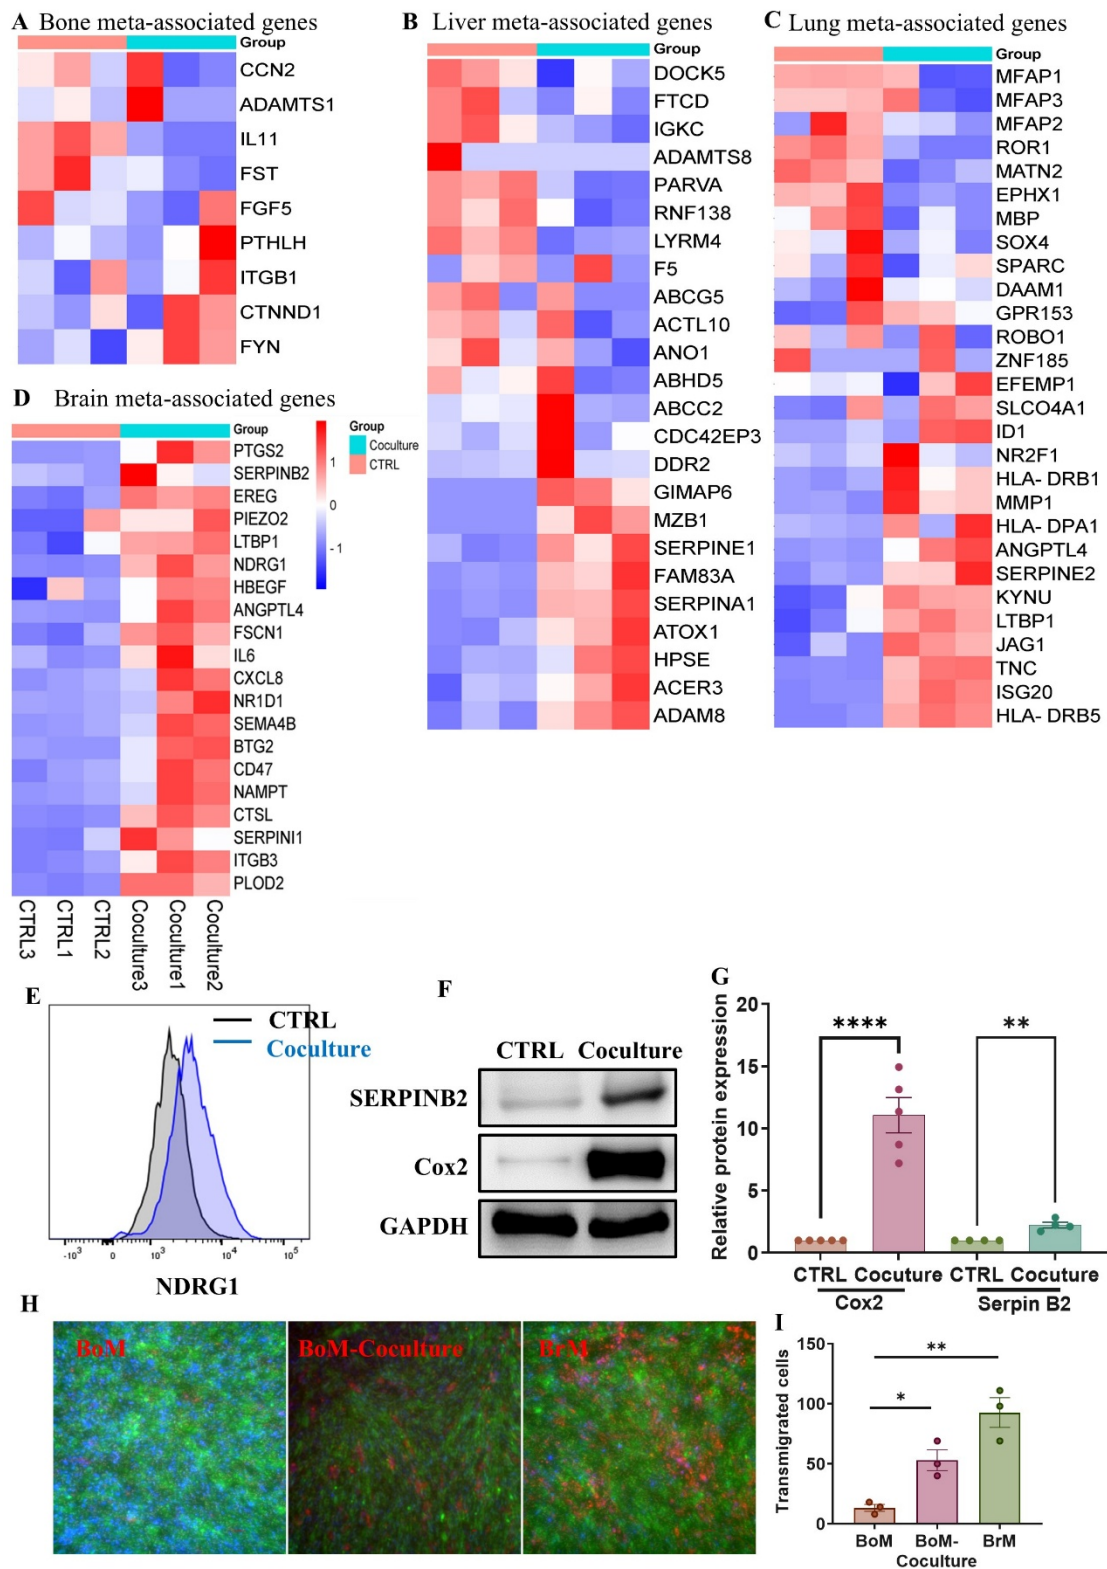 A Bone meta-associated genes
Group
CCN2
ADAMTS1
IL11
FST
FGF5
PTHLH
ITGB1
CTNND1
FYN
B Liver meta-associated genes
Group
DOCK5
FTCD
IGKC
ADAMTS8
PARVA
RNF138
LYRM4
F5
ABCG5
ACTL10
ANO1
ABHD5
ABCC2
CDC42EP3
DDR2
GIMAP6
MZB1
SERPINE1
FAM83A
SERPINA1
ATOX1
HPSE
ACER3
ADAM8
C Lung meta-associated genes
Group
MFAP1
MFAP3
MFAP2
ROR1
MATN2
EPHX1
MBP
SOX4
SPARC
DAAM1
GPR153
ROBO1
ZNF185
EFEMP1
SLCO4A1
ID1
NR2F1
HLA- DRB1
MMP1
HLA- DPA1
ANGPTL4
SERPINE2
KYNU
LTBP1
JAG1
TNC
ISG20
HLA- DRB5
D Brain meta-associated genes
Group
PTGS2
SERPINB2
EREG
PIEZO2
LTBP1
NDRG1
HBEGF
ANGPTL4
FSCN1
IL6
CXCL8
NR1D1
SEMA4B
BTG2
CD47
NAMPT
CTSL
SERPINI1
ITGB3
PLOD2
CTRL3
CTRL1
CTRL2
Coculture3
Coculture1
Coculture2
1
0
-1
Group
Coculture
CTRL
E
CTRL
Coculture
-10³ 0 10³ 10⁴ 10⁵
NDRG1
F
CTRL Coculture
SERPINB2
Cox2
GAPDH
G
Relative protein expression
20
15
10
5
0
****
**
CTRL Cocuture CTRL Cocuture
Cox2 Serpin B2
H
BoM BoM-Coculture BrM
I
Transmigrated cells
150
100
50
0
**
*
BoM BoM- BrM
Coculture